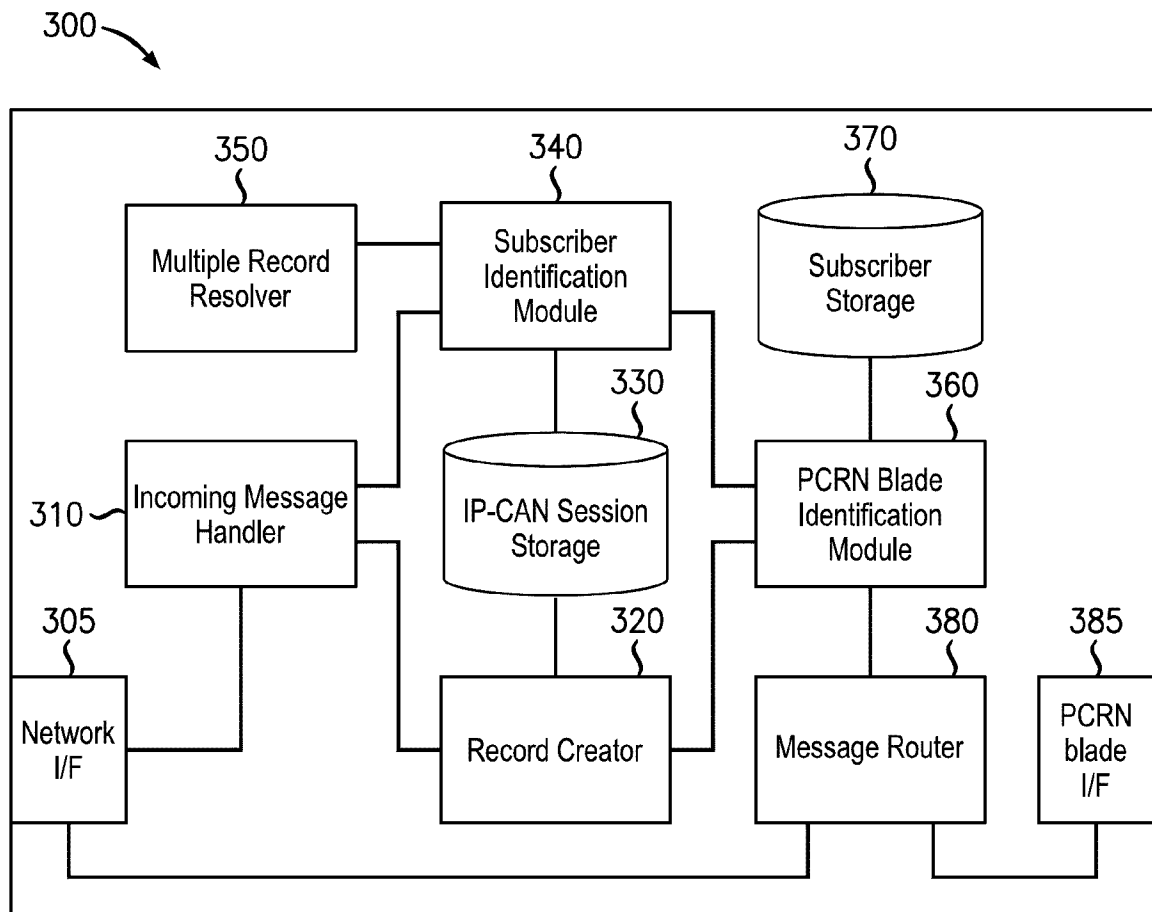 300
350
340
370
Multiple Record
Resolver
Subscriber
Identification
Module
Subscriber
Storage
330
360
310
Incoming Message
Handler
IP-CAN Session
Storage
PCRN Blade
Identification
Module
305
320
380
385
Network
I/F
Record Creator
Message Router
PCRN
blade
I/F